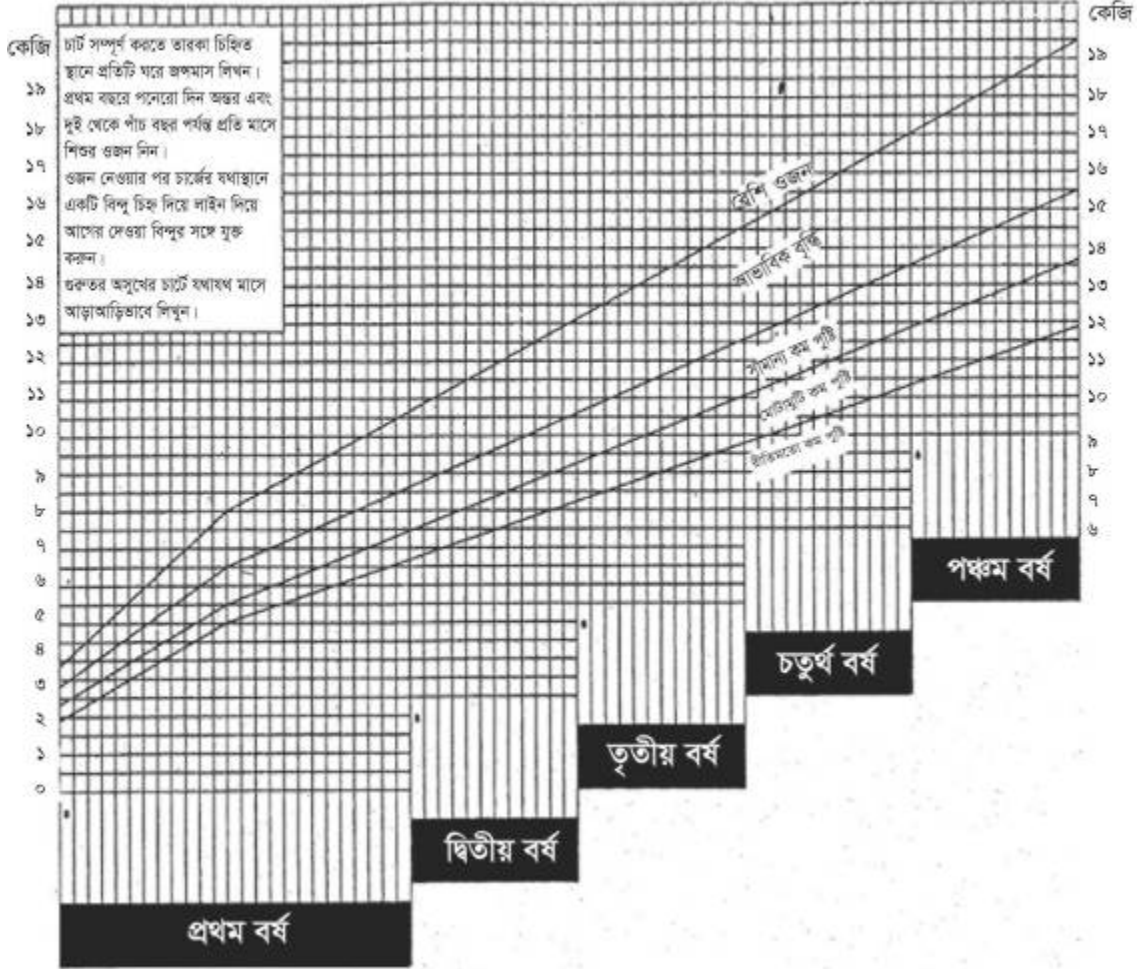 কেজি
চার্ট সম্পূর্ণ করতে তারকা চিহ্নিত
স্থানে প্রতিটি ঘরে জন্মমাস লিখন।
প্রথম বছরে পনেরো দিন অন্তর এবং
দুই থেকে পাঁচ বছর পর্যন্ত প্রতি মাসে
শিশুর ওজন নিন।
ওজন নেওয়ার পর চার্জের যথাস্থানে
একটি বিন্দু চিহ্ন দিয়ে লাইন দিয়ে
আগের দেওয়া বিন্দুর সঙ্গে যুক্ত
করুন।
গুরুতর অসুখের চার্টে যথাযথ মাসে
আড়াআড়িভাবে লিখুন।
১৯
১৮
১৭
১৬
১৫
১৪
১৩
১২
১১
১০
৯
৮
৭
৬
৫
৪
৩
২
১
০
বেশি ওজন
স্বাভাবিক বৃদ্ধি
সামান্য কম পুষ্টি
মোটামুটি কম পুষ্টি
রীতিমতো কম পুষ্টি
কেজি
১৯
১৮
১৭
১৬
১৫
১৪
১৩
১২
১১
১০
৯
৮
৭
৬
পঞ্চম বর্ষ
চতুর্থ বর্ষ
তৃতীয় বর্ষ
দ্বিতীয় বর্ষ
প্রথম বর্ষ